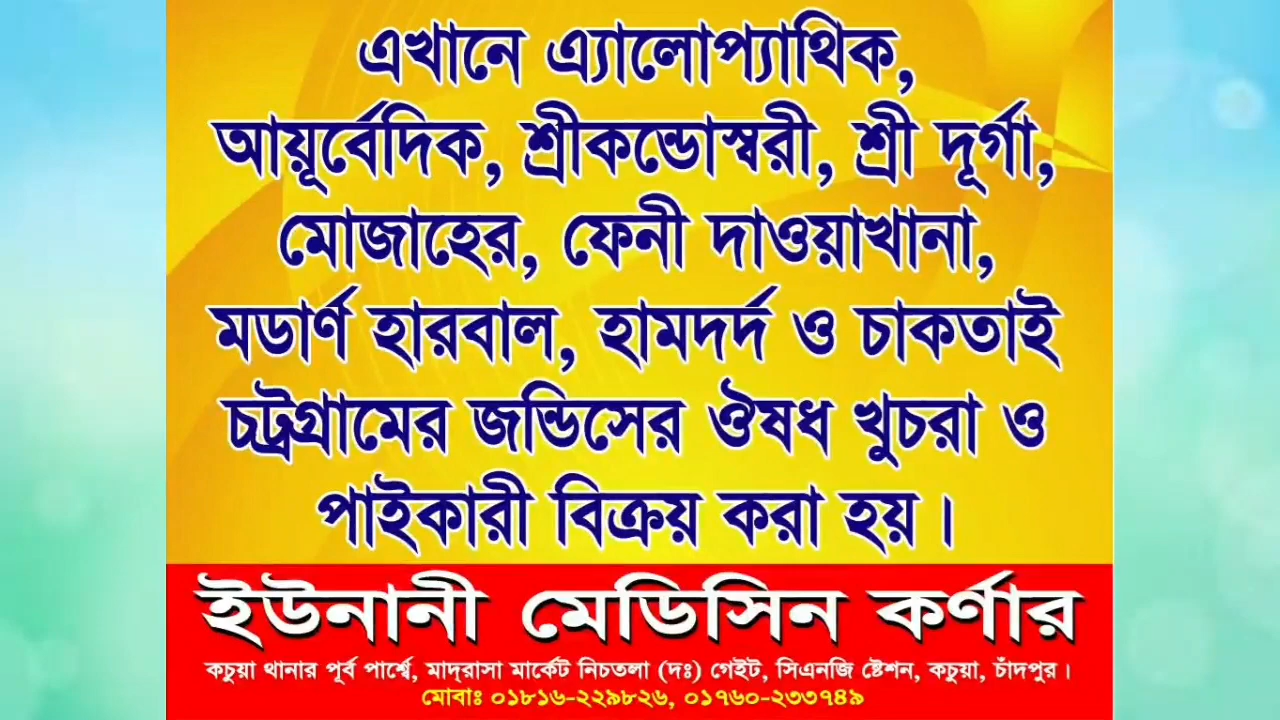 এখানে এ্যালোপ্যাথিক,
আয়ূর্বেদিক, শ্রীকন্ডোস্বরী, শ্রী দূর্গা,
মোজাহের, ফেনী দাওয়াখানা,
মডার্ণ হারবাল, হামদর্দ ও চাকতাই
চট্রগ্রামের জন্ডিসের ঔষধ খুচরা ও
পাইকারী বিক্রয় করা হয়।
ইউনানী মেডিসিন কর্ণার
কচুয়া থানার পূর্ব পার্শ্বে, মাদ্‌রাসা মার্কেট নিচতলা (দঃ) গেইট, সিএনজি ষ্টেশন, কচুয়া, চাঁদপুর।
মোবাঃ ০১৮১৬-২২৯৮২৬, ০১৭৬০-২৩৩৭৪৯